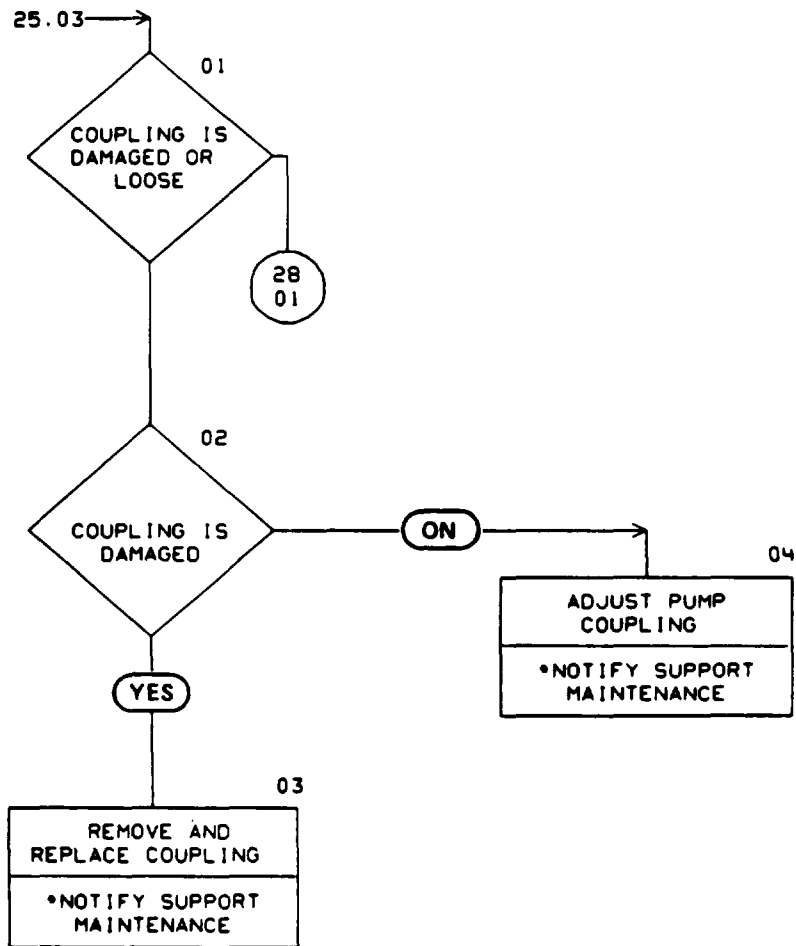 25.03
01
COUPLING IS
DAMAGED OR
LOOSE
28
01
02
COUPLING IS
DAMAGED
ON
04
ADJUST PUMP
COUPLING
*NOTIFY SUPPORT
MAINTENANCE
YES
03
REMOVE AND
REPLACE COUPLING
*NOTIFY SUPPORT
MAINTENANCE